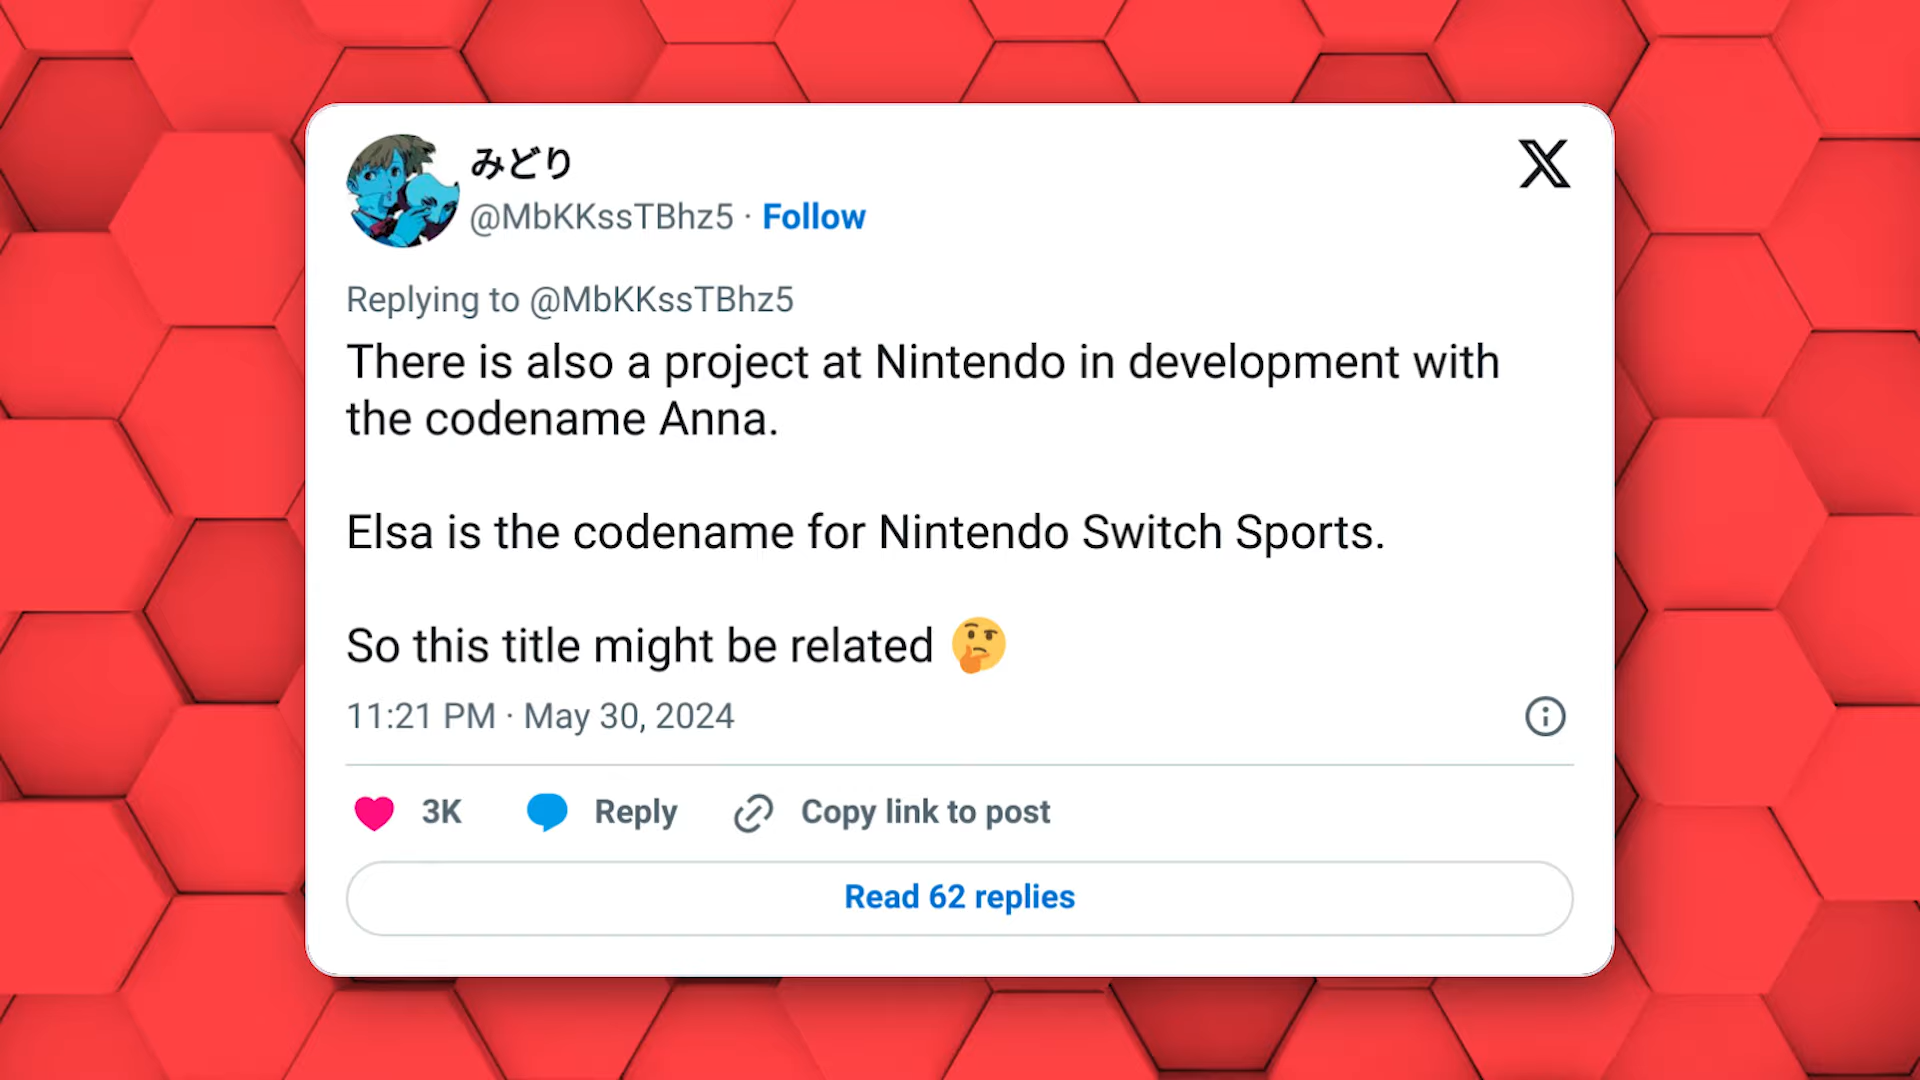 みどり
@MbKKssTBhz5 · Follow
Replying to @MbKKssTBhz5
There is also a project at Nintendo in development with
the codename Anna.
Elsa is the codename for Nintendo Switch Sports.
So this title might be related 🤔
11:21 PM · May 30, 2024
3K Reply Copy link to post
Read 62 replies